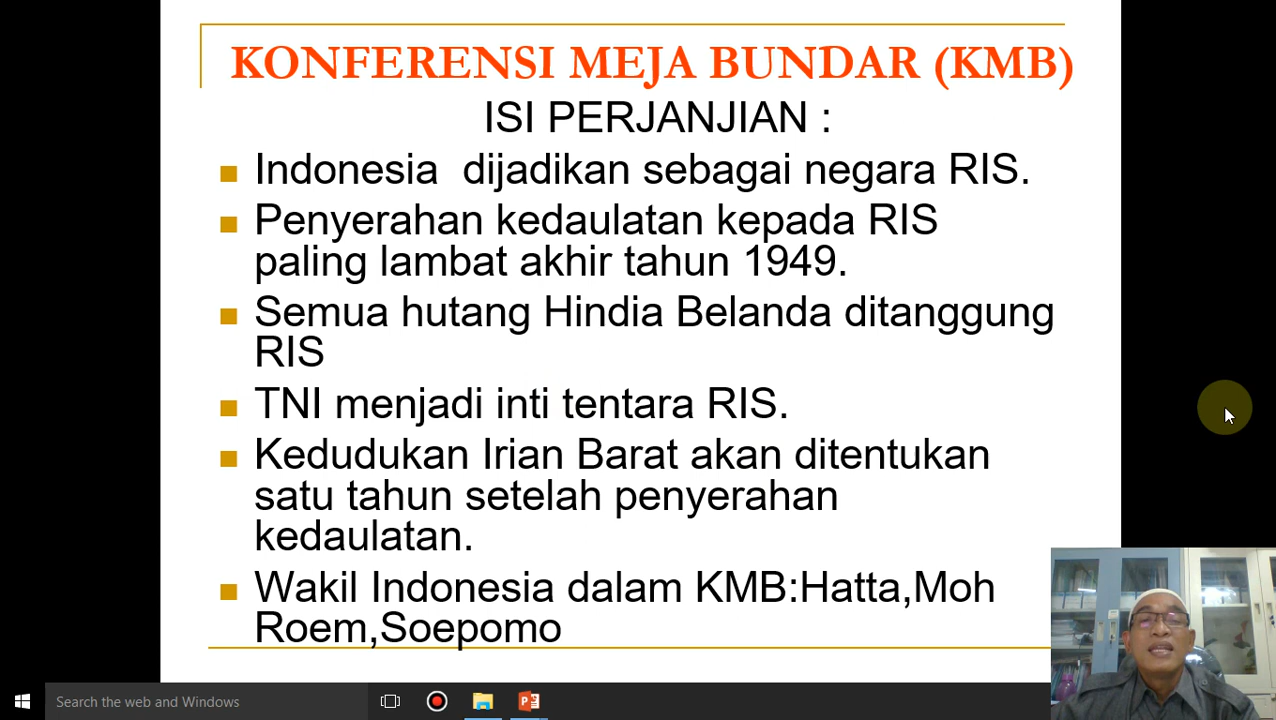 KONFERENSI MEJA BUNDAR (KMB)
ISI PERJANJIAN :
Indonesia dijadikan sebagai negara RIS.
Penyerahan kedaulatan kepada RIS
paling lambat akhir tahun 1949.
Semua hutang Hindia Belanda ditanggung
RIS
TNI menjadi inti tentara RIS.
Kedudukan Irian Barat akan ditentukan
satu tahun setelah penyerahan
kedaulatan.
Wakil Indonesia dalam KMB:Hatta,Moh
Roem,Soepomo
Search the web and Windows